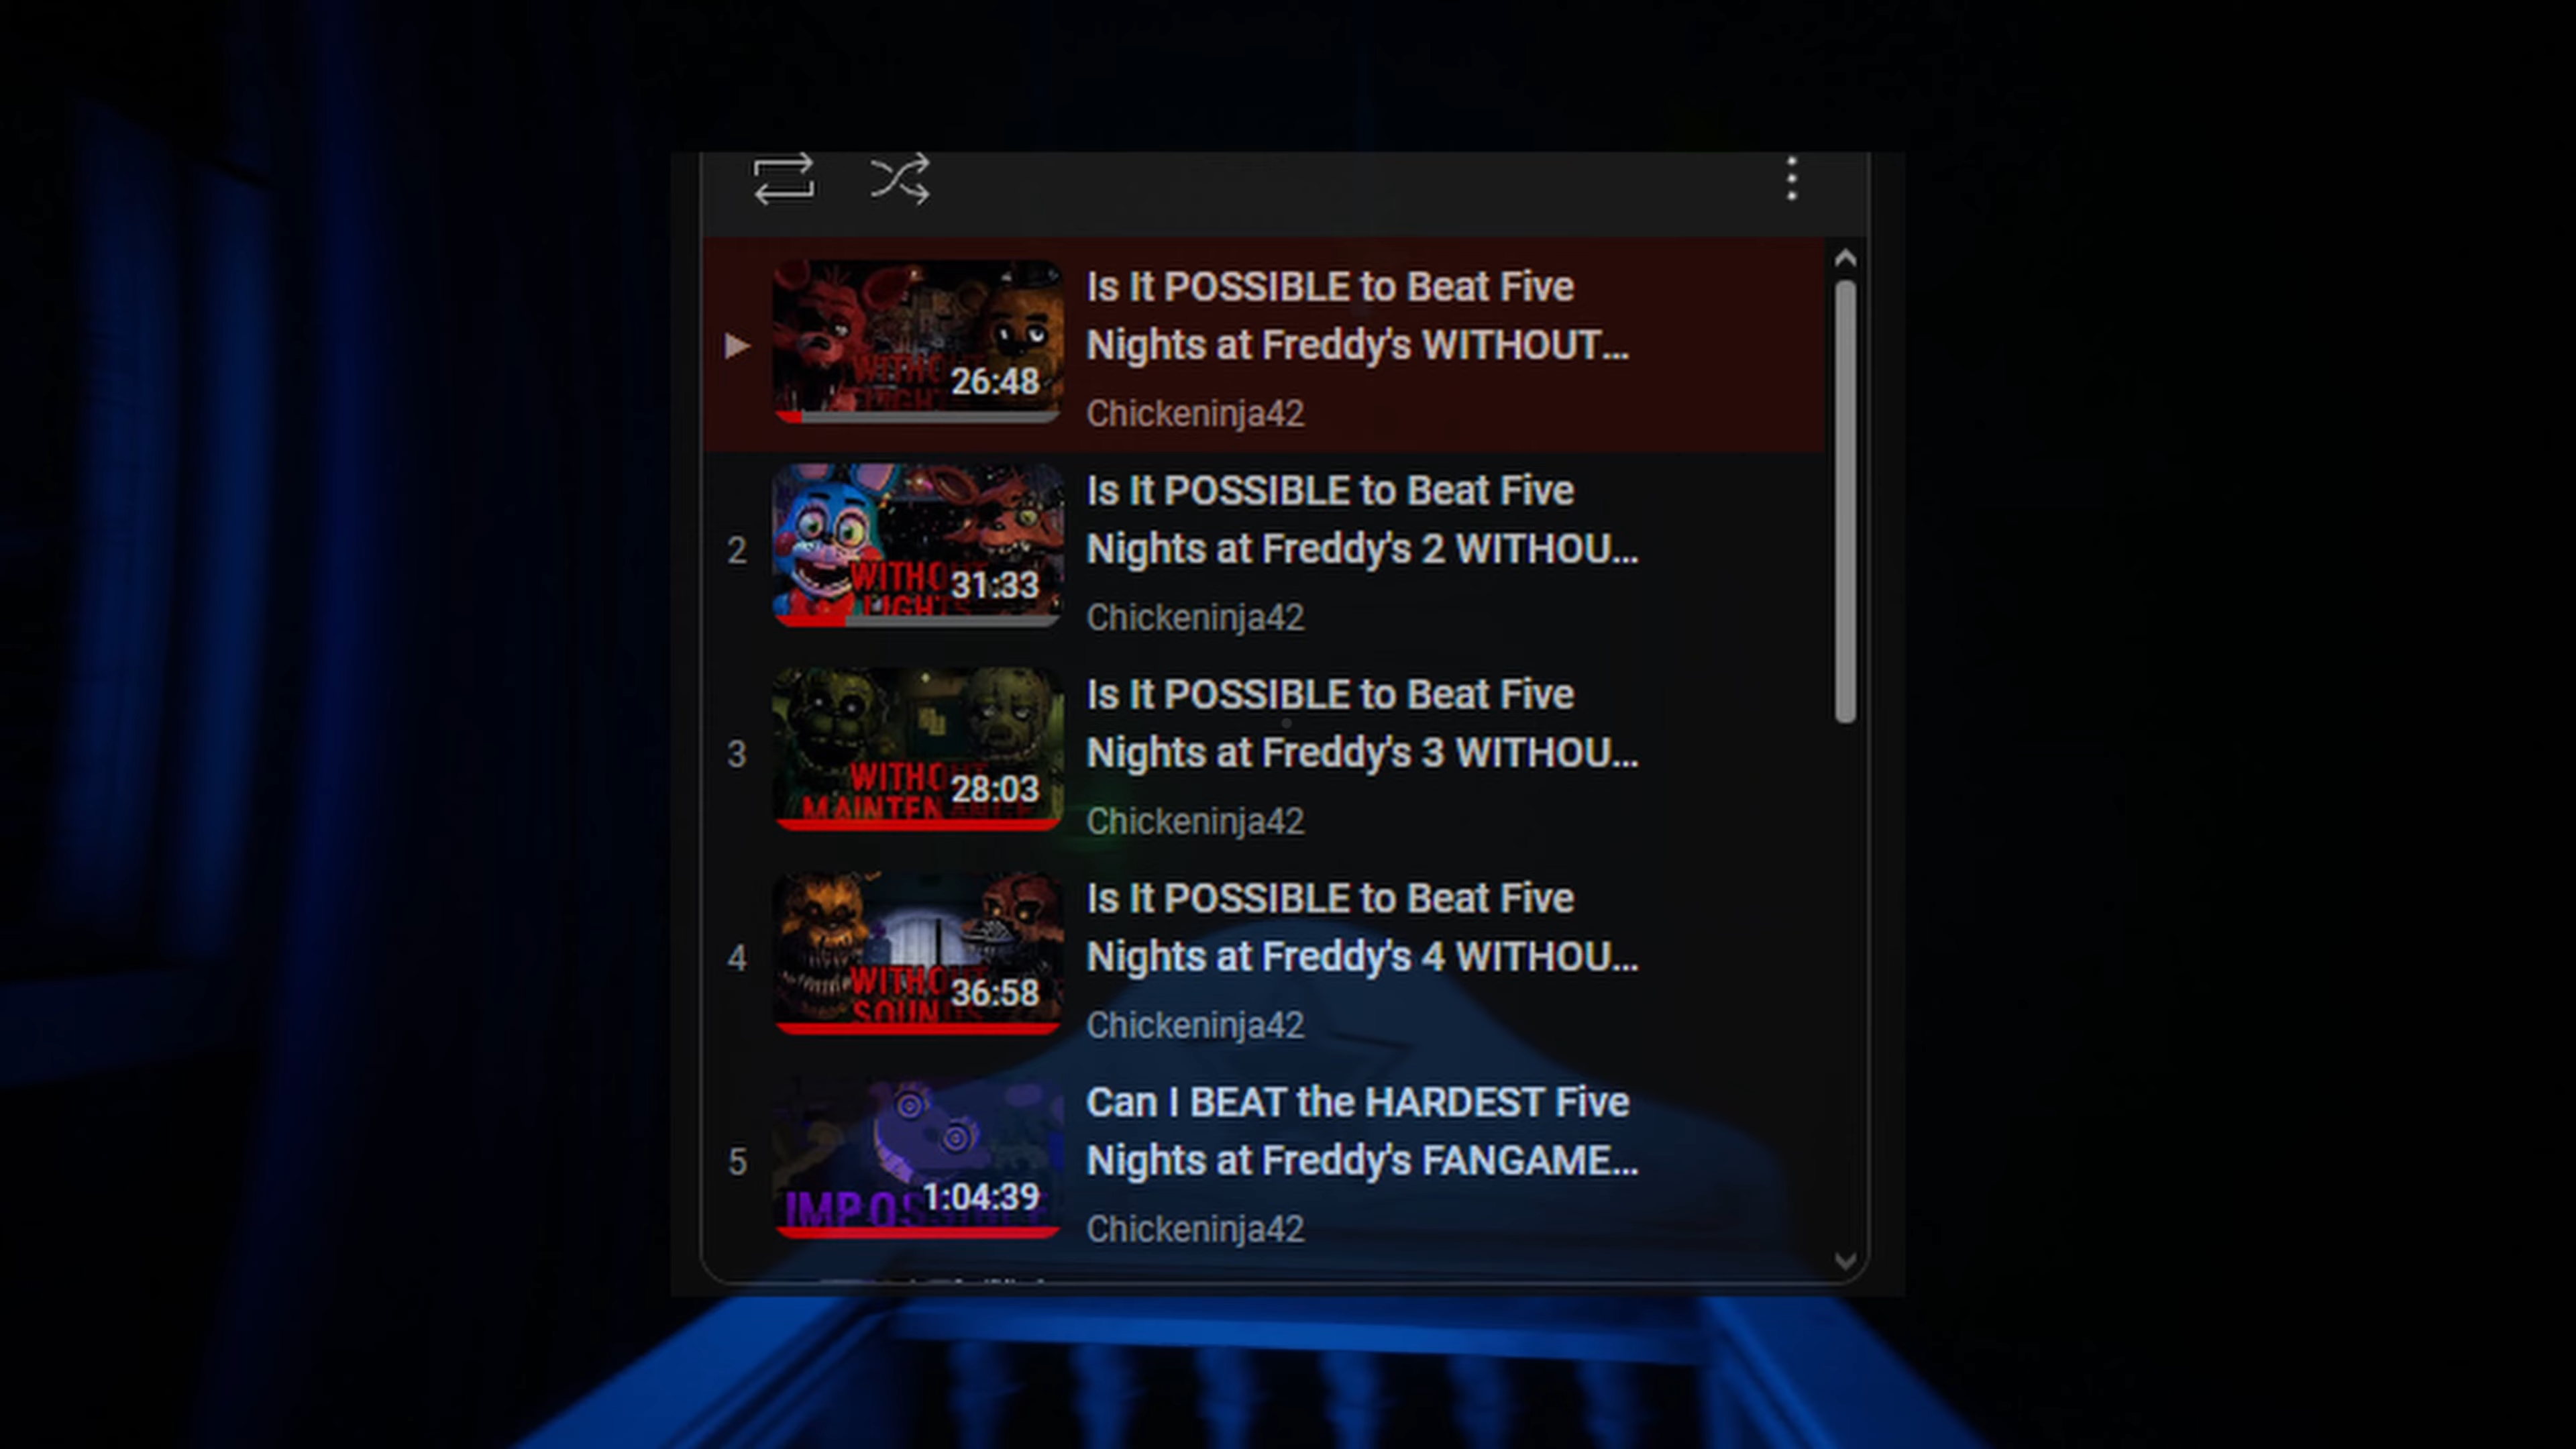 Is It POSSIBLE to Beat Five
Nights at Freddy's WITHOUT...
Chickeninja42
26:48
2
Is It POSSIBLE to Beat Five
Nights at Freddy's 2 WITHOU...
Chickeninja42
LIGHTS
31:33
3
Is It POSSIBLE to Beat Five
Nights at Freddy's 3 WITHOU...
Chickeninja42
28:03
4
Is It POSSIBLE to Beat Five
Nights at Freddy's 4 WITHOU...
Chickeninja42
36:58
5
Can I BEAT the HARDEST Five
Nights at Freddy's FANGAME...
Chickeninja42
1:04:39